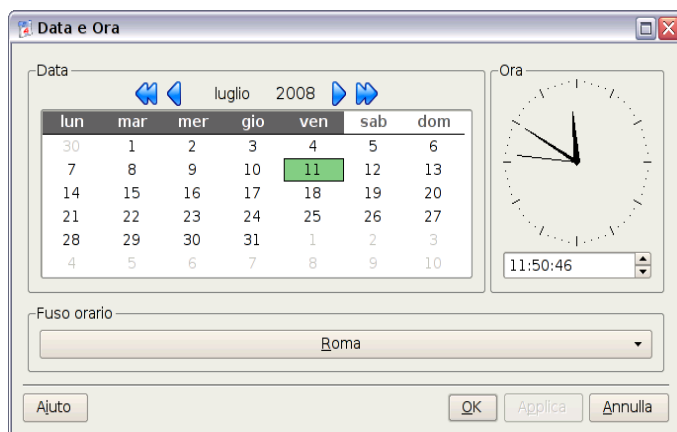 Data e Ora
Data
luglio 2008
lun mar mer gio ven sab dom
30 1 2 3 4 5 6
7 8 9 10 11 12 13
14 15 16 17 18 19 20
21 22 23 24 25 26 27
28 29 30 31 1 2 3
4 5 6 7 8 9 10
Ora
11:50:46
Fuso orario
Roma
Aiuto
OK
Applica
Annulla